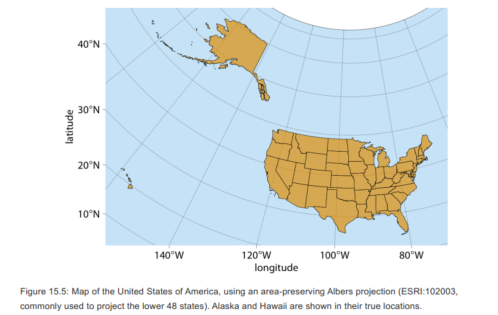 40°N
30°N
20°N
10°N
latitude
140°W 120°W 100°W 80°W
longitude
Figure 15.5: Map of the United States of America, using an area-preserving Albers projection (ESRI:102003,
commonly used to project the lower 48 states). Alaska and Hawaii are shown in their true locations.